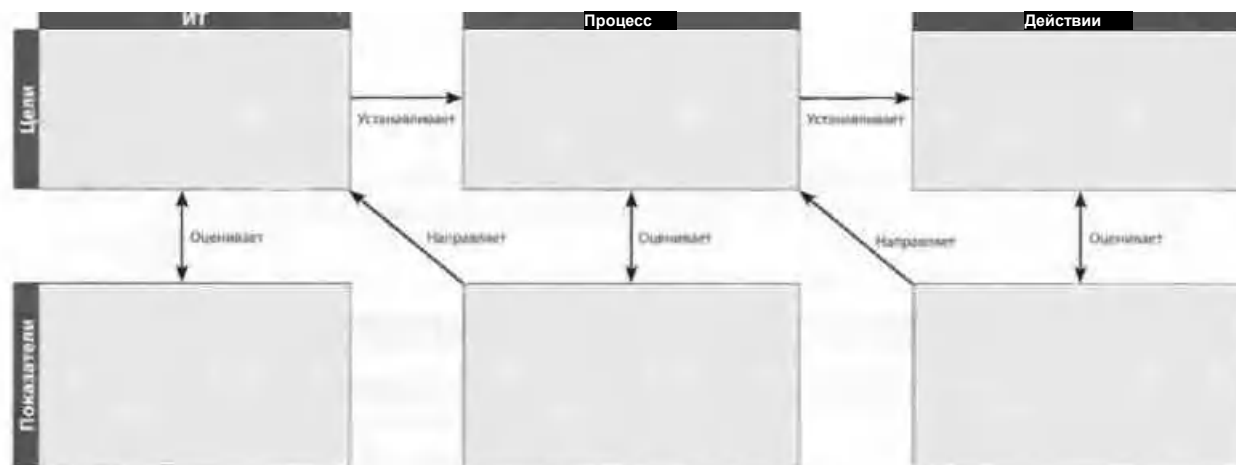 ИТ
Процесс
Действии
Цели
Устанавливает
Устанавливает
Оценивает
Направляет
Оценивает
Направляет
Оценивает
Показатели